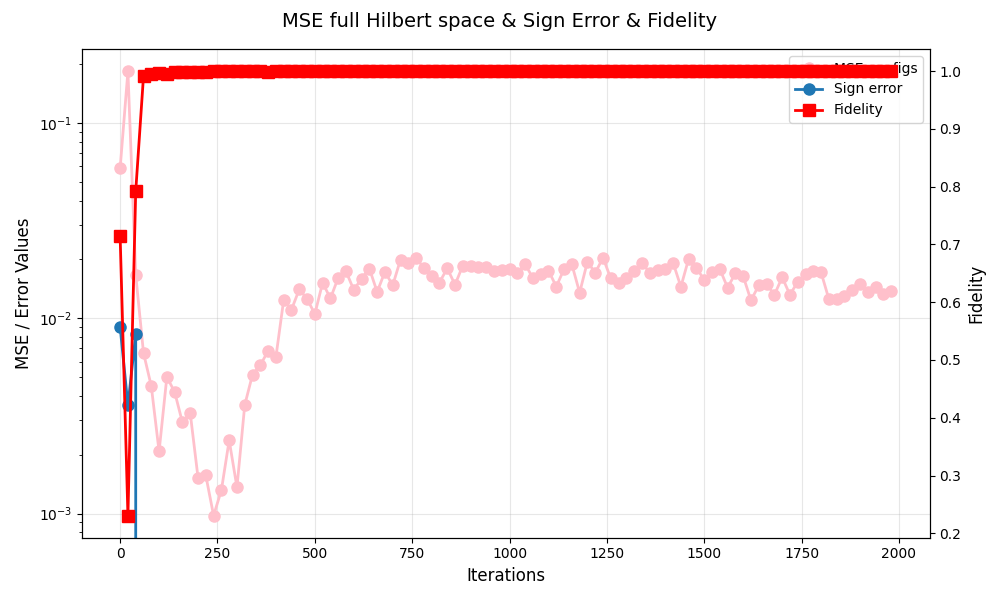 MSE full Hilbert space & Sign Error & Fidelity
MSE / Error Values
10⁻¹
10⁻²
10⁻³
0 250 500 750 1000 1250 1500 1750 2000
Iterations
1.0
0.9
0.8
0.7
0.6
0.5
0.4
0.3
0.2
Fidelity
MSE
Sign error
Fidelity